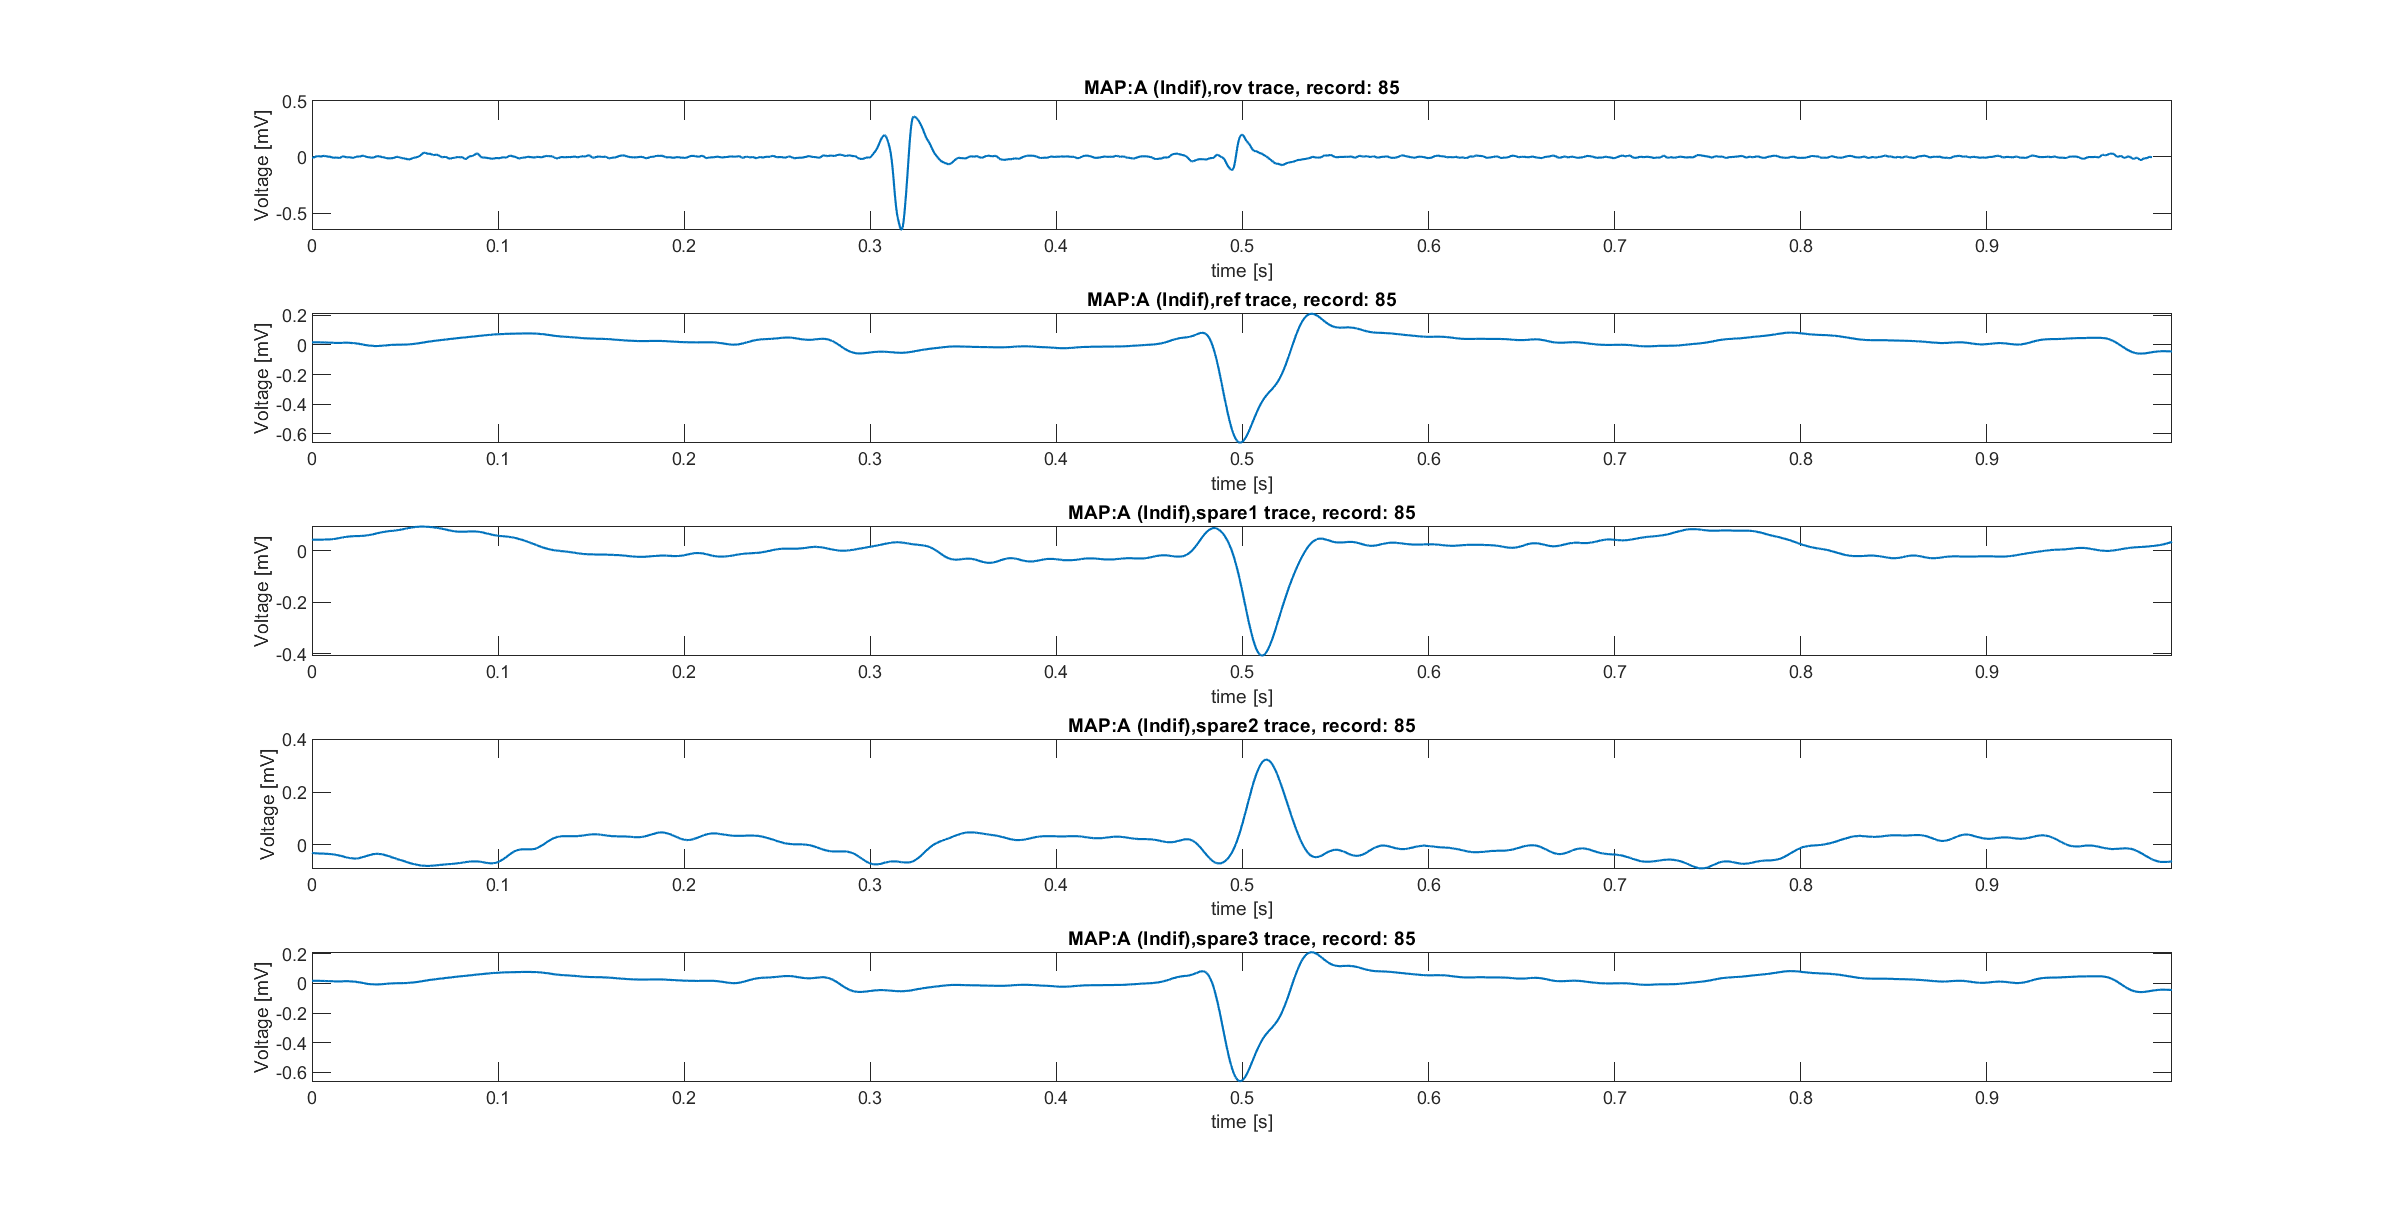 MAP:A (Indif),rov trace, record: 85
Voltage [mV]
0.5
0
-0.5
0 0.1 0.2 0.3 0.4 0.5 0.6 0.7 0.8 0.9
time [s]
MAP:A (Indif),ref trace, record: 85
Voltage [mV]
0.2
0
-0.2
-0.4
-0.6
0 0.1 0.2 0.3 0.4 0.5 0.6 0.7 0.8 0.9
time [s]
MAP:A (Indif),spare1 trace, record: 85
Voltage [mV]
0
-0.2
-0.4
0 0.1 0.2 0.3 0.4 0.5 0.6 0.7 0.8 0.9
time [s]
MAP:A (Indif),spare2 trace, record: 85
Voltage [mV]
0.4
0.2
0
0 0.1 0.2 0.3 0.4 0.5 0.6 0.7 0.8 0.9
time [s]
MAP:A (Indif),spare3 trace, record: 85
Voltage [mV]
0.2
0
-0.2
-0.4
-0.6
0 0.1 0.2 0.3 0.4 0.5 0.6 0.7 0.8 0.9
time [s]